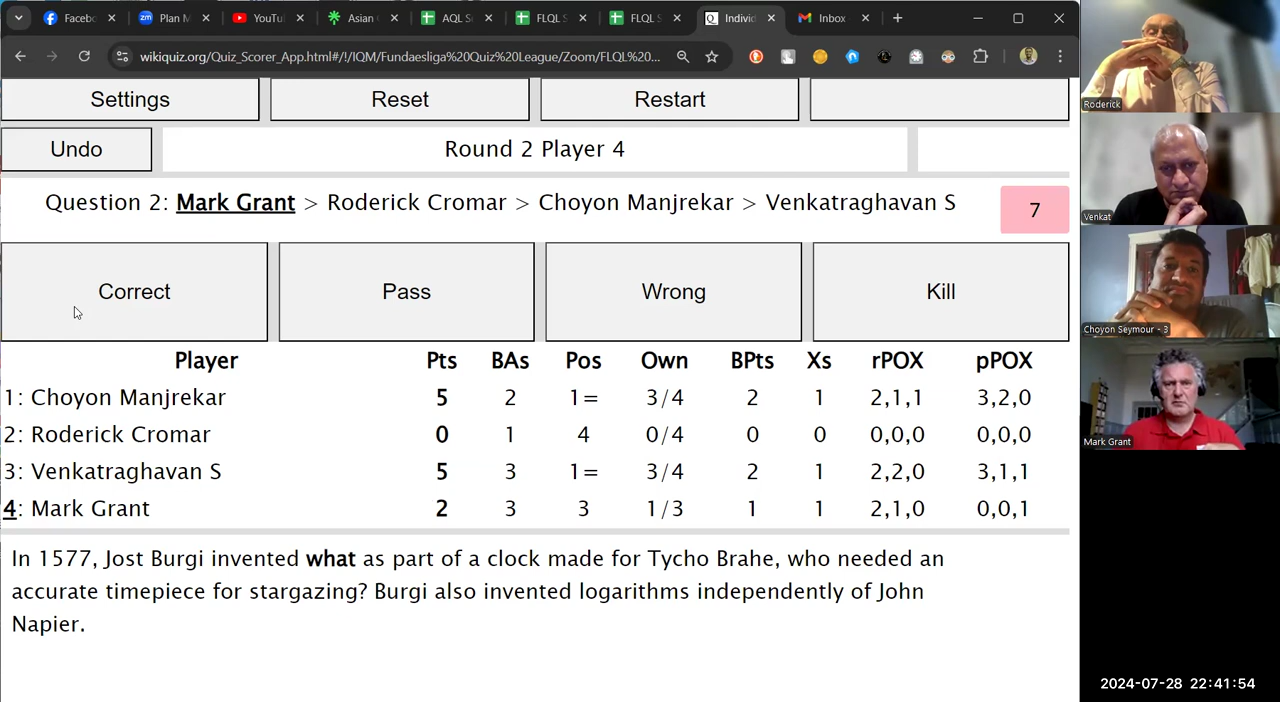 Facebo
Plan M
YouTu
Asian
AQL S
FLQL S
FLQL S
Individ
Inbox
wikiquiz.org/Quiz_Scorer_App.html#/!/IQM/Fundaesliga%20Quiz%20League/Zoom/FLQL%20...
Settings Reset Restart
Undo Round 2 Player 4
Question 2: Mark Grant > Roderick Cromar > Choyon Manjrekar > Venkatraghavan S 7
Correct Pass Wrong Kill
Player Pts BAs Pos Own BPts Xs rPOX pPOX
1: Choyon Manjrekar 5 2 1= 3/4 2 1 2,1,1 3,2,0
2: Roderick Cromar 0 1 4 0/4 0 0 0,0,0 0,0,0
3: Venkatraghavan S 5 3 1= 3/4 2 1 2,2,0 3,1,1
4: Mark Grant 2 3 3 1/3 1 1 2,1,0 0,0,1
In 1577, Jost Burgi invented what as part of a clock made for Tycho Brahe, who needed an
accurate timepiece for stargazing? Burgi also invented logarithms independently of John
Napier.
Roderick
Venkat
Choyon Seymour - 3
Mark Grant
2024-07-28 22:41:54